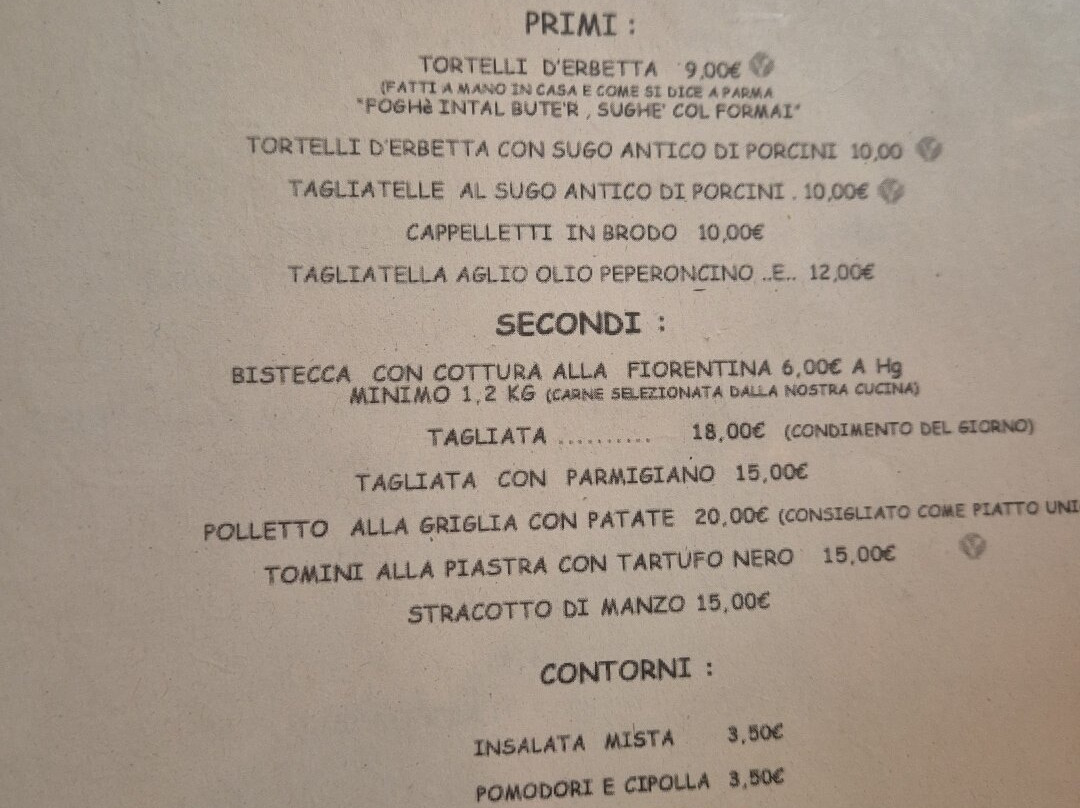 PRIMI :
TORTELLI D'ERBETTA 9,00€
(FATTI A MANO IN CASA E COME SI DICE A PARMA
"FOGHè INTAL BUTE'R , SUGHE' COL FORMAI"
TORTELLI D'ERBETTA CON SUGO ANTICO DI PORCINI 10,00
TAGLIATELLE AL SUGO ANTICO DI PORCINI . 10,00€
CAPPELLETTI IN BRODO 10,00€
TAGLIATELLA AGLIO OLIO PEPERONCINO ..E.. 12,00€
SECONDI :
BISTECCA CON COTTURA ALLA FIORENTINA 6,00€ A Hg
MINIMO 1,2 KG (CARNE SELEZIONATA DALLA NOSTRA CUCINA)
TAGLIATA .......... 18,00€ (CONDIMENTO DEL GIORNO)
TAGLIATA CON PARMIGIANO 15,00€
POLLETTO ALLA GRIGLIA CON PATATE 20,00€ (CONSIGLIATO COME PIATTO UNI
TOMINI ALLA PIASTRA CON TARTUFO NERO 15,00€
STRACOTTO DI MANZO 15,00€
CONTORNI :
INSALATA MISTA 3,50€
POMODORI E CIPOLLA 3,50€